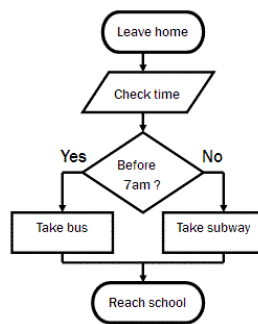 Leave home
Check time
Yes
No
Before
7am ?
Take bus
Take subway
Reach school